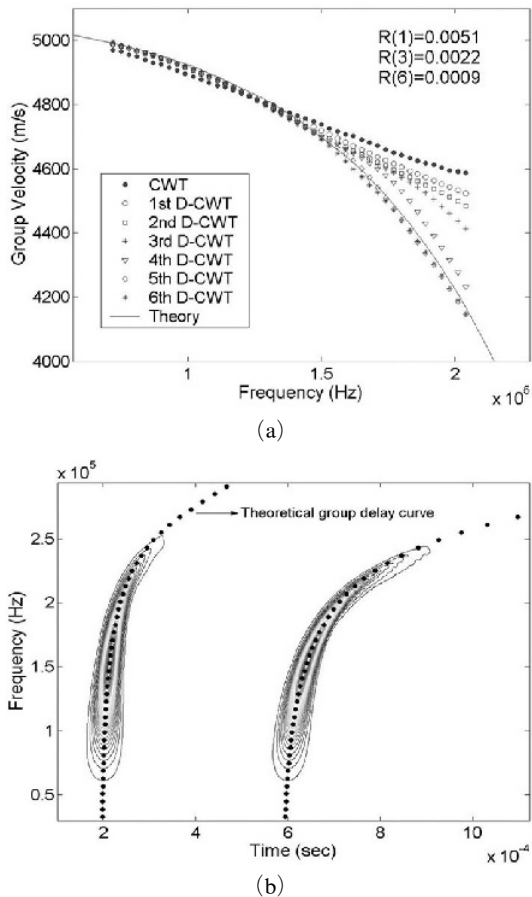 R(1)=0.0051
R(3)=0.0022
R(6)=0.0009
5000
4800
4600
4400
4200
4000
Group Velocity (m/s)
CWT
1st D-CWT
2nd D-CWT
3rd D-CWT
4th D-CWT
5th D-CWT
6th D-CWT
Theory
1
1.5
2
Frequency (Hz)
x 10^6
(a)
x 10^5
Theoretical group delay curve
2.5
2
1.5
1
0.5
Frequency (Hz)
2
4
6
8
10
Time (sec)
x 10^-4
(b)